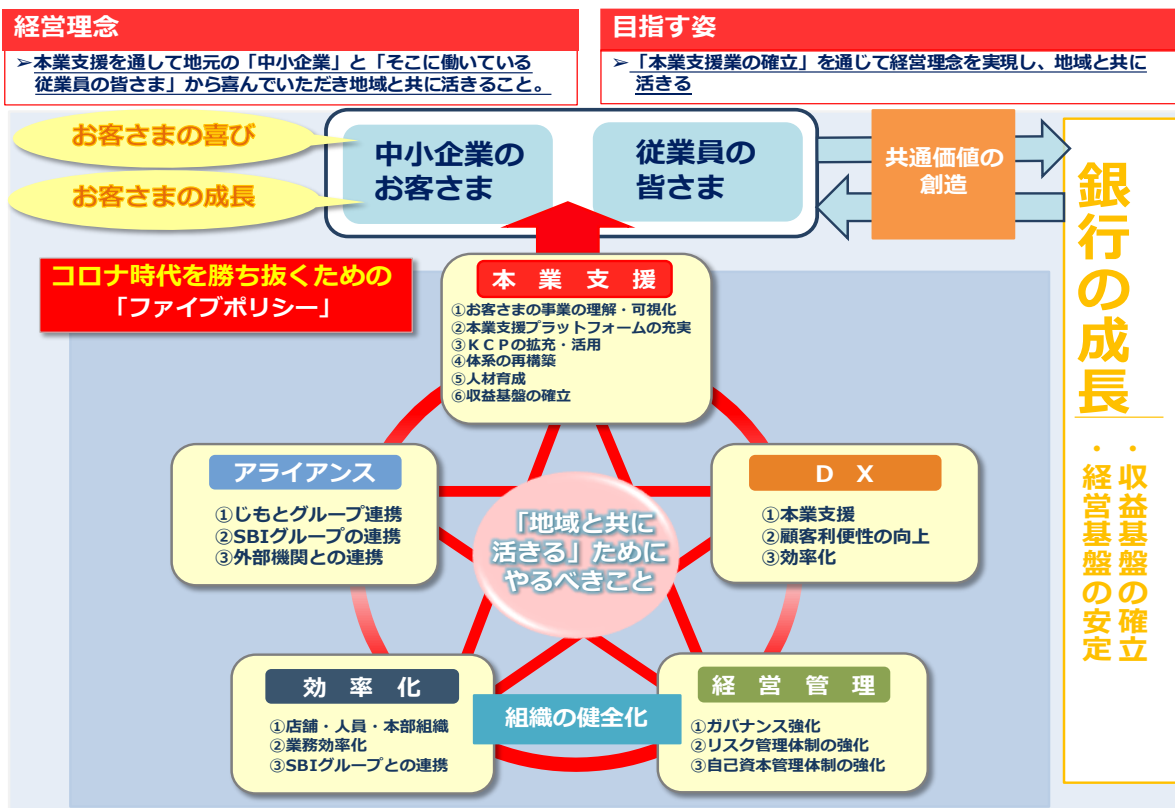 経営理念
➢本業支援を通して地元の「中小企業」と「そこに働いている
従業員の皆さま」から喜んでいただき地域と共に活きること。
目指す姿
➢「本業支援業の確立」を通じて経営理念を実現し、地域と共に
活きる
お客さまの喜び
お客さまの成長
中小企業の
お客さま
従業員の
皆さま
共通価値の
創造
銀行の成長
・収益基盤の確立
・経営基盤の安定
コロナ時代を勝ち抜くための
「ファイブポリシー」
本業支援
①お客さまの事業の理解・可視化
②本業支援プラットフォームの充実
③ＫＣＰの拡充・活用
④体系の再構築
⑤人材育成
⑥収益基盤の確立
アライアンス
①じもとグループ連携
②SBIグループの連携
③外部機関との連携
ＤＸ
①本業支援
②顧客利便性の向上
③効率化
「地域と共に
活きる」ために
やるべきこと
効率化
①店舗・人員・本部組織
②業務効率化
③SBIグループとの連携
組織の健全化
経営管理
①ガバナンス強化
②リスク管理体制の強化
③自己資本管理体制の強化